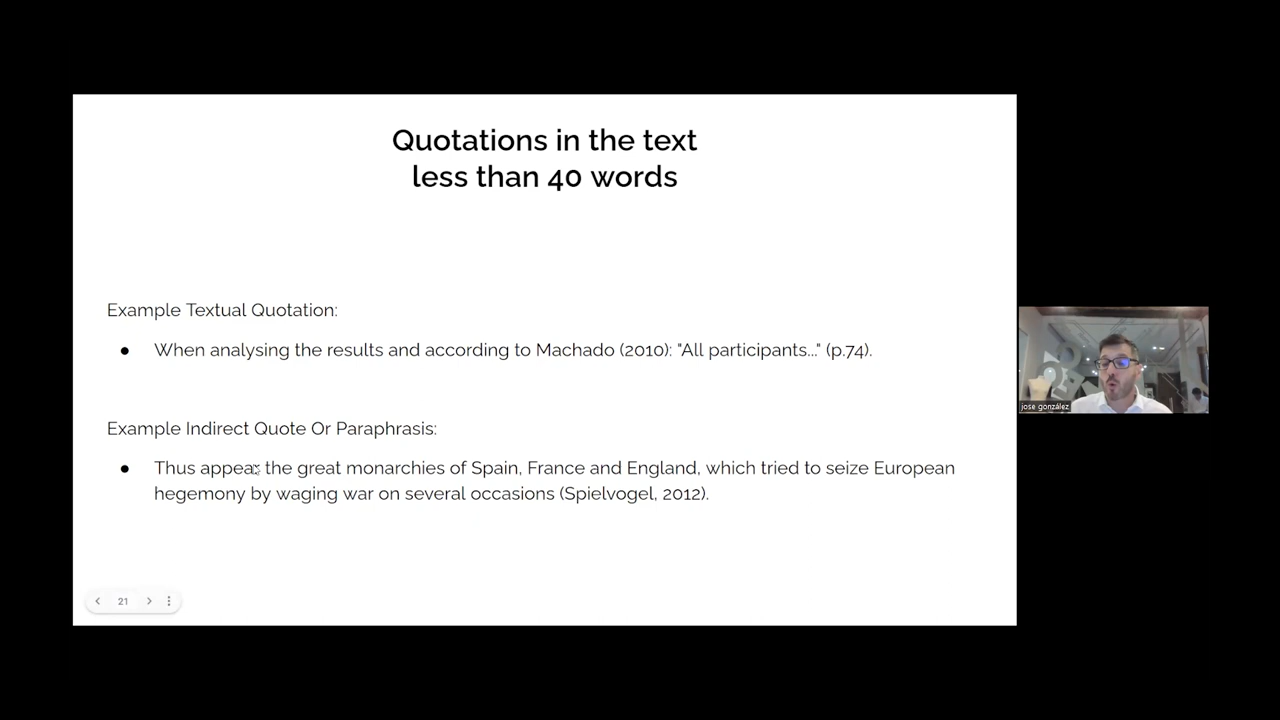 Quotations in the text
less than 40 words
Example Textual Quotation:
● When analysing the results and according to Machado (2010): "All participants..." (p.74).
Example Indirect Quote Or Paraphrasis:
● Thus appear the great monarchies of Spain, France and England, which tried to seize European
hegemony by waging war on several occasions (Spielvogel, 2012).
21
jose gonzález